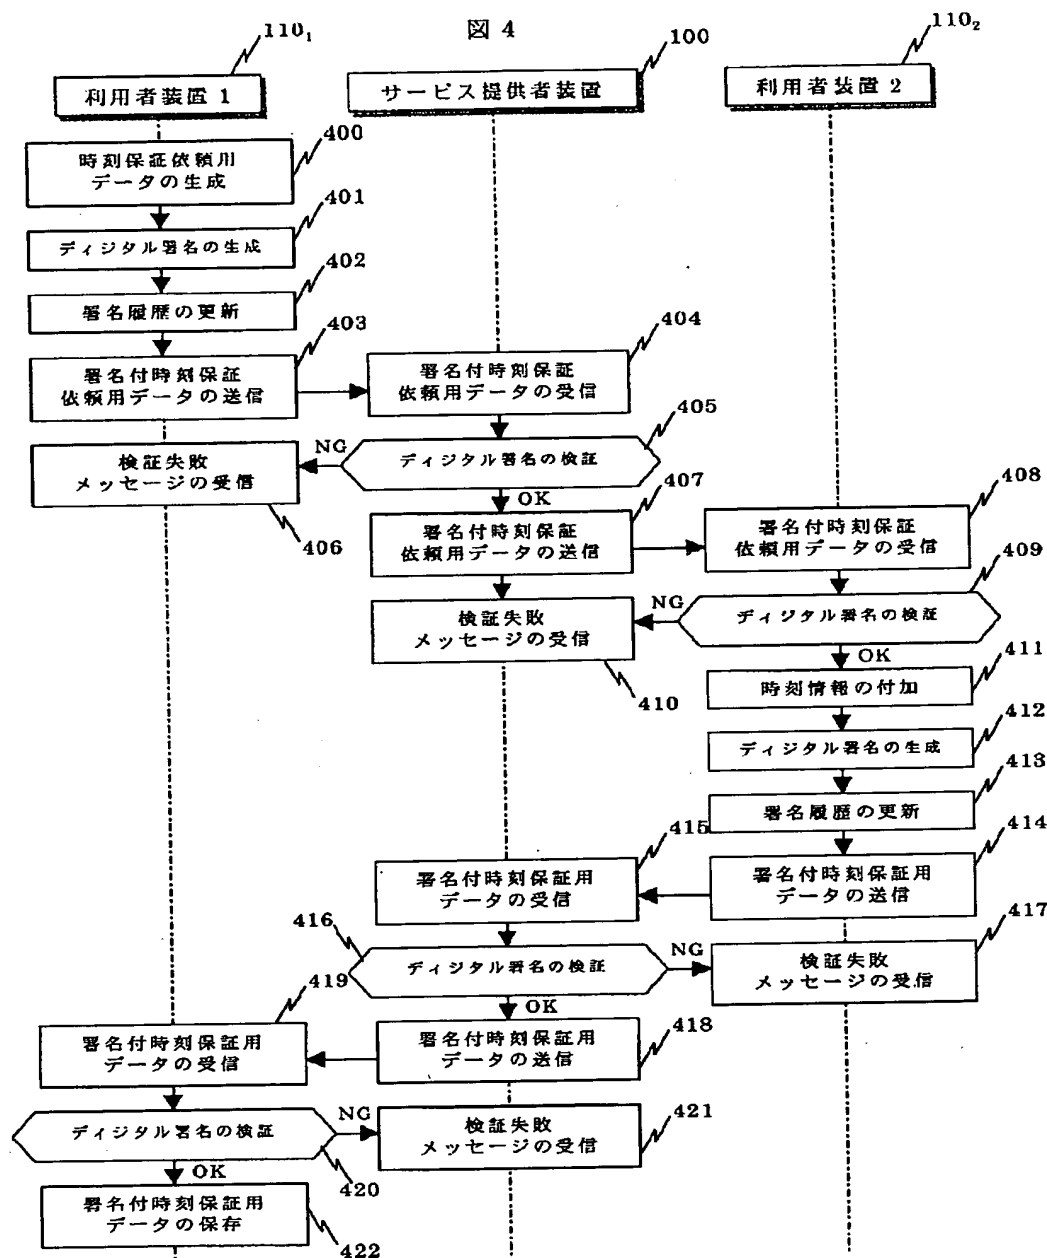 図 4
110₁
100
110₂
利用者装置 1
サービス提供者装置
利用者装置 2
400
時刻保証依頼用
データの生成
401
ディジタル署名の生成
402
署名履歴の更新
403
署名付時刻保証
依頼用データの送信
404
署名付時刻保証
依頼用データの受信
405
ディジタル署名の検証
NG
検証失敗
メッセージの受信
406
OK
407
署名付時刻保証
依頼用データの送信
408
署名付時刻保証
依頼用データの受信
409
ディジタル署名の検証
NG
検証失敗
メッセージの受信
410
OK
411
時刻情報の付加
412
ディジタル署名の生成
413
署名履歴の更新
414
署名付時刻保証用
データの送信
415
署名付時刻保証用
データの受信
416
ディジタル署名の検証
NG
417
検証失敗
メッセージの受信
OK
418
署名付時刻保証用
データの送信
419
署名付時刻保証用
データの受信
ディジタル署名の検証
420
NG
421
検証失敗
メッセージの受信
OK
署名付時刻保証用
データの保存
422